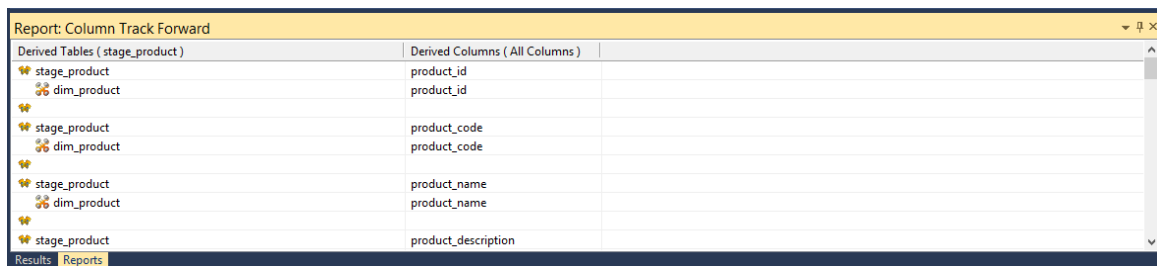 Report: Column Track Forward
Derived Tables ( stage_product ) Derived Columns ( All Columns )
stage_product product_id
dim_product product_id
stage_product product_code
dim_product product_code
stage_product product_name
dim_product product_name
stage_product product_description
Results Reports